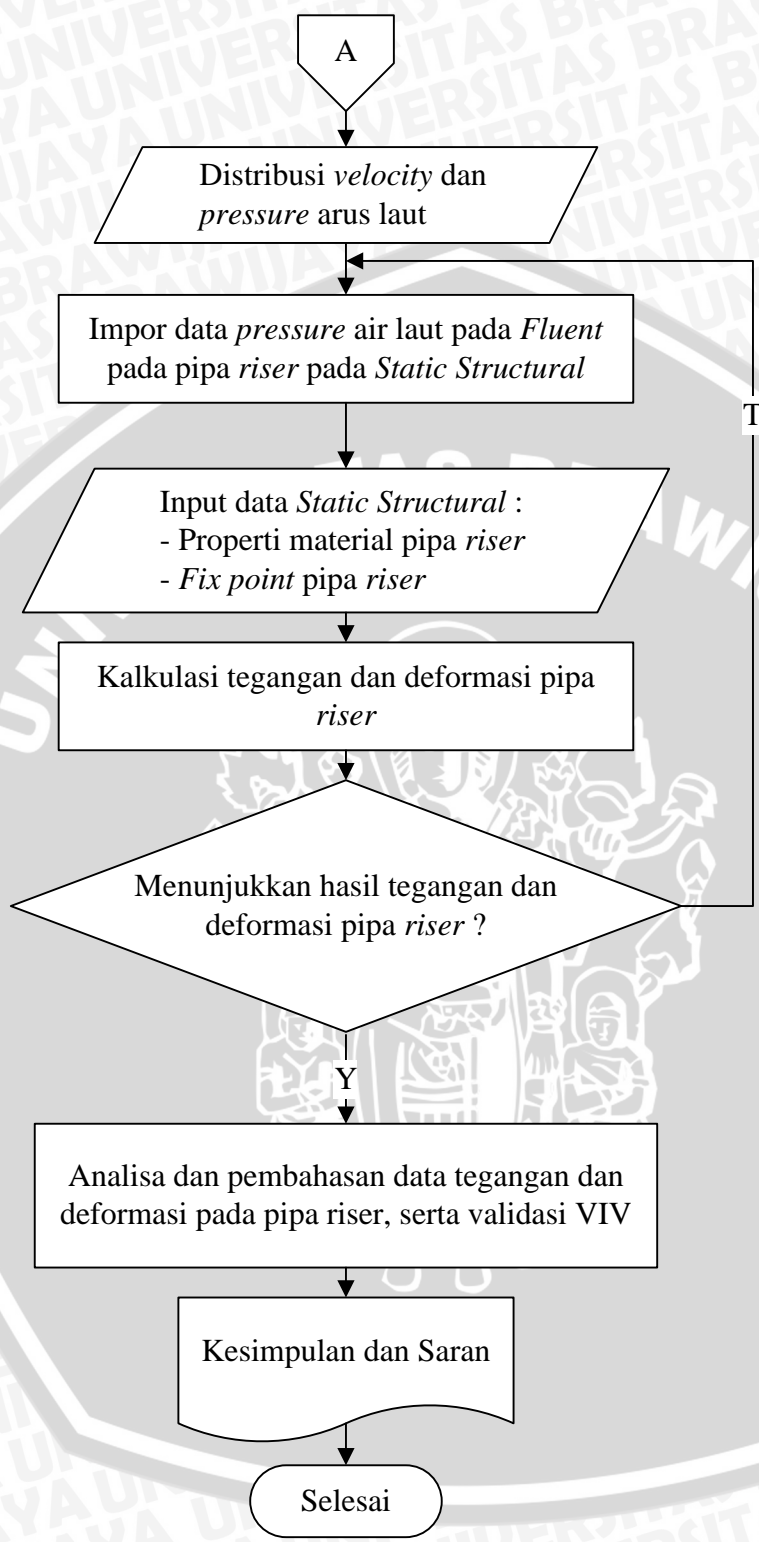 A
Distribusi velocity dan
pressure arus laut
Impor data pressure air laut pada Fluent
pada pipa riser pada Static Structural
T
Input data Static Structural :
- Properti material pipa riser
- Fix point pipa riser
Kalkulasi tegangan dan deformasi pipa
riser
Menunjukkan hasil tegangan dan
deformasi pipa riser ?
Y
Analisa dan pembahasan data tegangan dan
deformasi pada pipa riser, serta validasi VIV
Kesimpulan dan Saran
Selesai